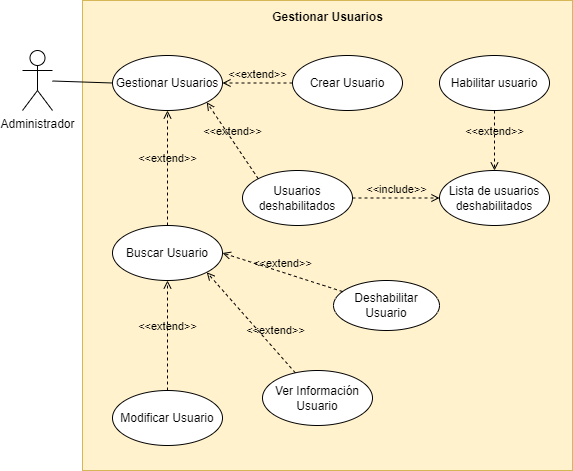 Gestionar Usuarios
Administrador
Gestionar Usuarios
<<extend>>
Crear Usuario
Habilitar usuario
<<extend>>
<<extend>>
<<extend>>
Usuarios
deshabilitados
<<include>>
Lista de usuarios
deshabilitados
Buscar Usuario
<<extend>>
Deshabilitar
Usuario
<<extend>>
<<extend>>
Ver Información
Usuario
Modificar Usuario